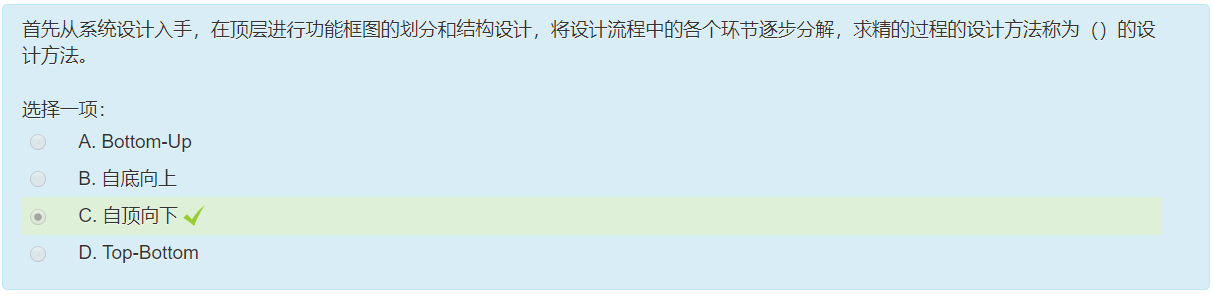 首先从系统设计入手，在顶层进行功能框图的划分和结构设计，将设计流程中的各个环节逐步分解，求精的过程的设计方法称为（）的设
计方法。
选择一项：
A. Bottom-Up
B. 自底向上
C. 自顶向下
D. Top-Bottom